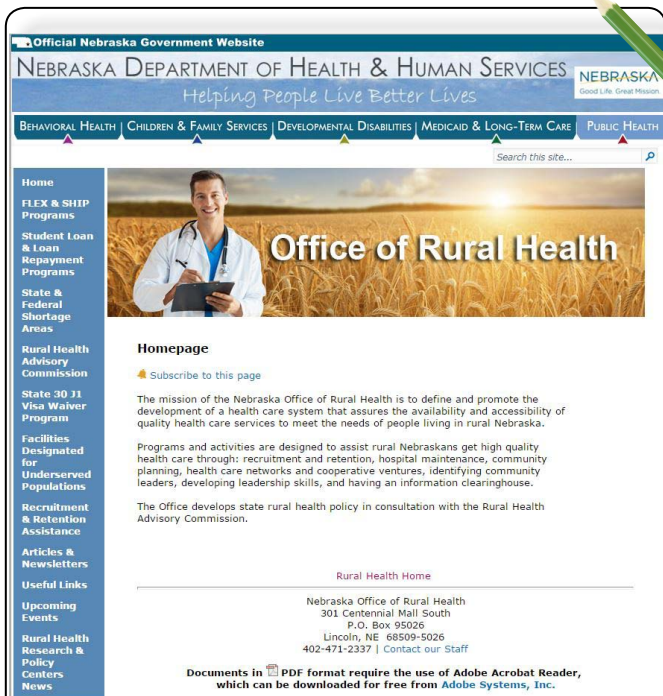 Official Nebraska Government Website
NEBRASKA DEPARTMENT OF HEALTH & HUMAN SERVICES
Helping People Live Better Lives
NEBRASKA
Good Life. Great Mission.
BEHAVIORAL HEALTH | CHILDREN & FAMILY SERVICES | DEVELOPMENTAL DISABILITIES | MEDICAID & LONG-TERM CARE | PUBLIC HEALTH
Search this site...
Home
FLEX & SHIP
Programs
Student Loan
& Loan
Repayment
Programs
State &
Federal
Shortage
Areas
Rural Health
Advisory
Commission
State 30 J1
Visa Waiver
Program
Facilities
Designated
for
Underserved
Populations
Recruitment
& Retention
Assistance
Articles &
Newsletters
Useful Links
Upcoming
Events
Rural Health
Research &
Policy
Centers
News
Office of Rural Health
Homepage
Subscribe to this page
The mission of the Nebraska Office of Rural Health is to define and promote the
development of a health care system that assures the availability and accessibility of
quality health care services to meet the needs of people living in rural Nebraska.
Programs and activities are designed to assist rural Nebraskans get high quality
health care through: recruitment and retention, hospital maintenance, community
planning, health care networks and cooperative ventures, identifying community
leaders, developing leadership skills, and having an information clearinghouse.
The Office develops state rural health policy in consultation with the Rural Health
Advisory Commission.
Rural Health Home
Nebraska Office of Rural Health
301 Centennial Mall South
P.O. Box 95026
Lincoln, NE 68509-5026
402-471-2337 | Contact our Staff
Documents in PDF format require the use of Adobe Acrobat Reader,
which can be downloaded for free from Adobe Systems, Inc.